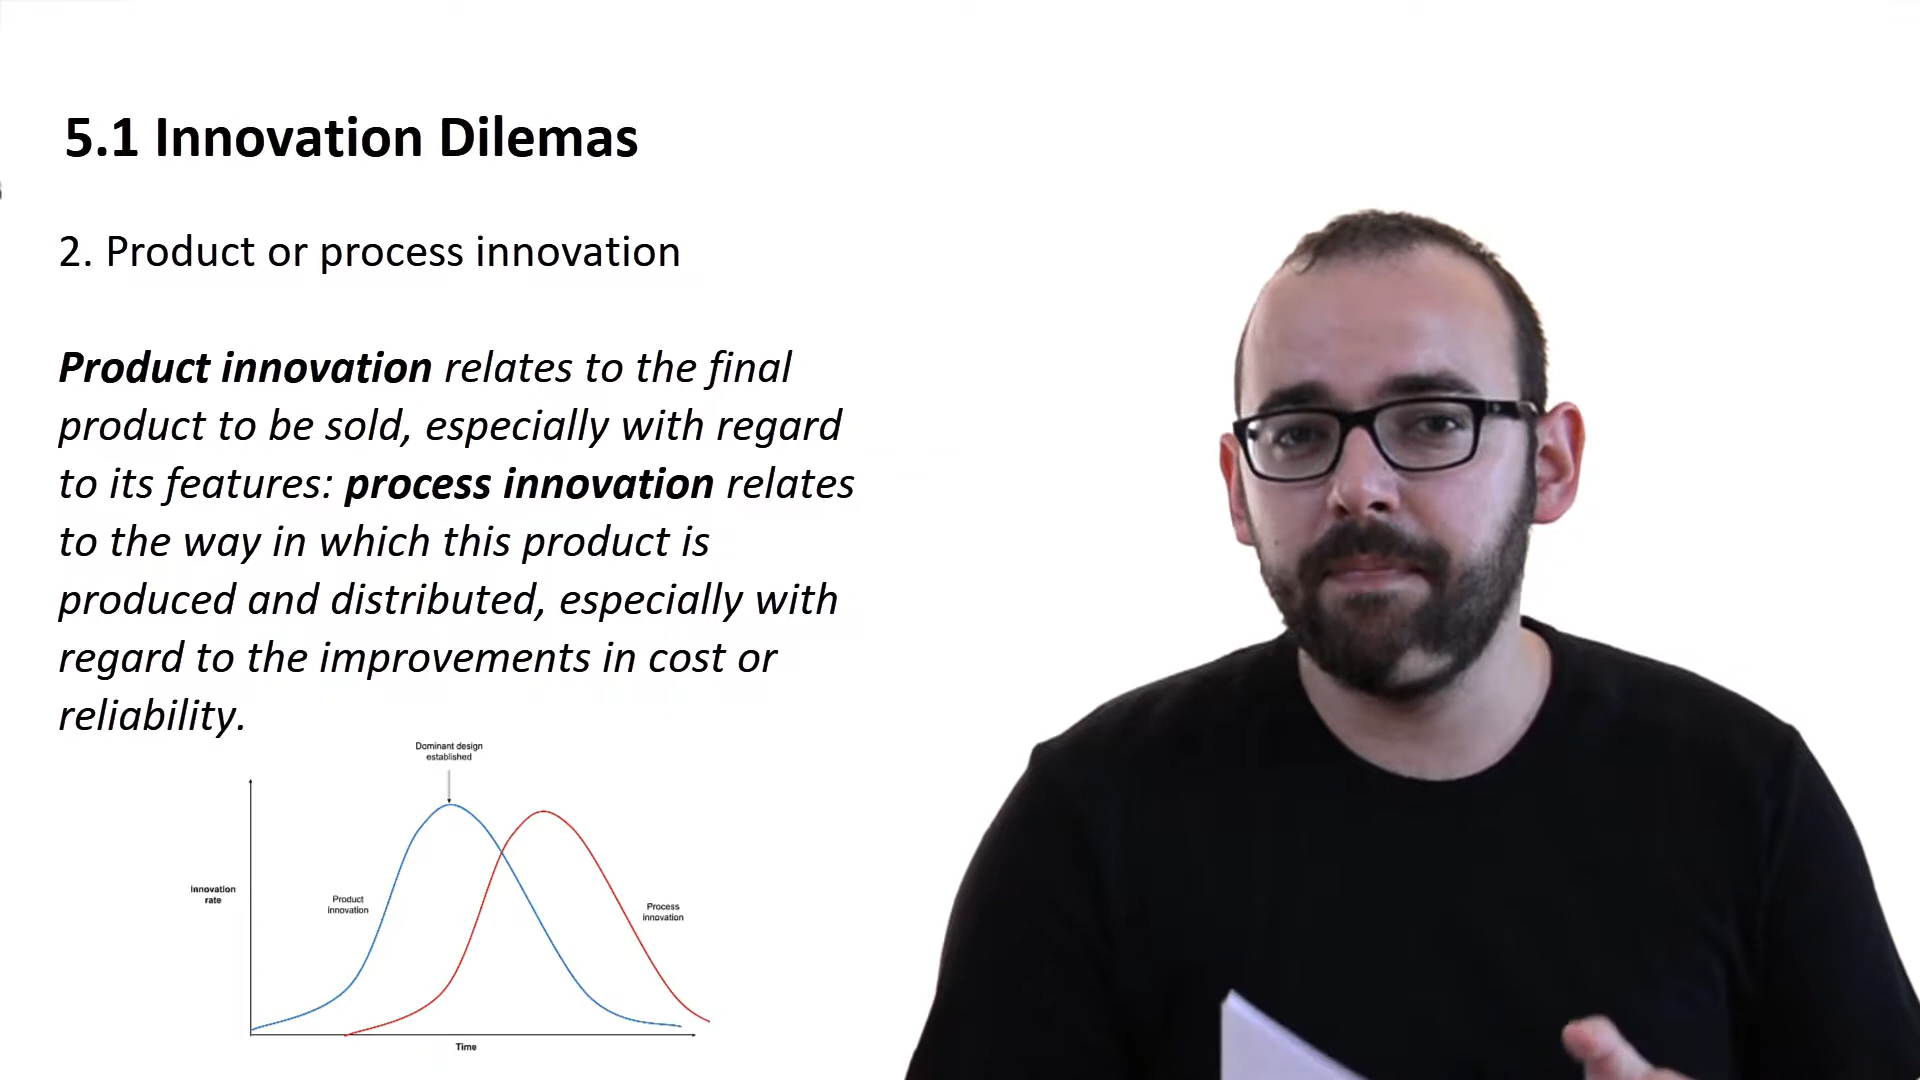 5.1 Innovation Dilemas
2. Product or process innovation
Product innovation relates to the final
product to be sold, especially with regard
to its features: process innovation relates
to the way in which this product is
produced and distributed, especially with
regard to the improvements in cost or
reliability.
Dominant design
established
Innovation
rate
Product
innovation
Process
innovation
Time